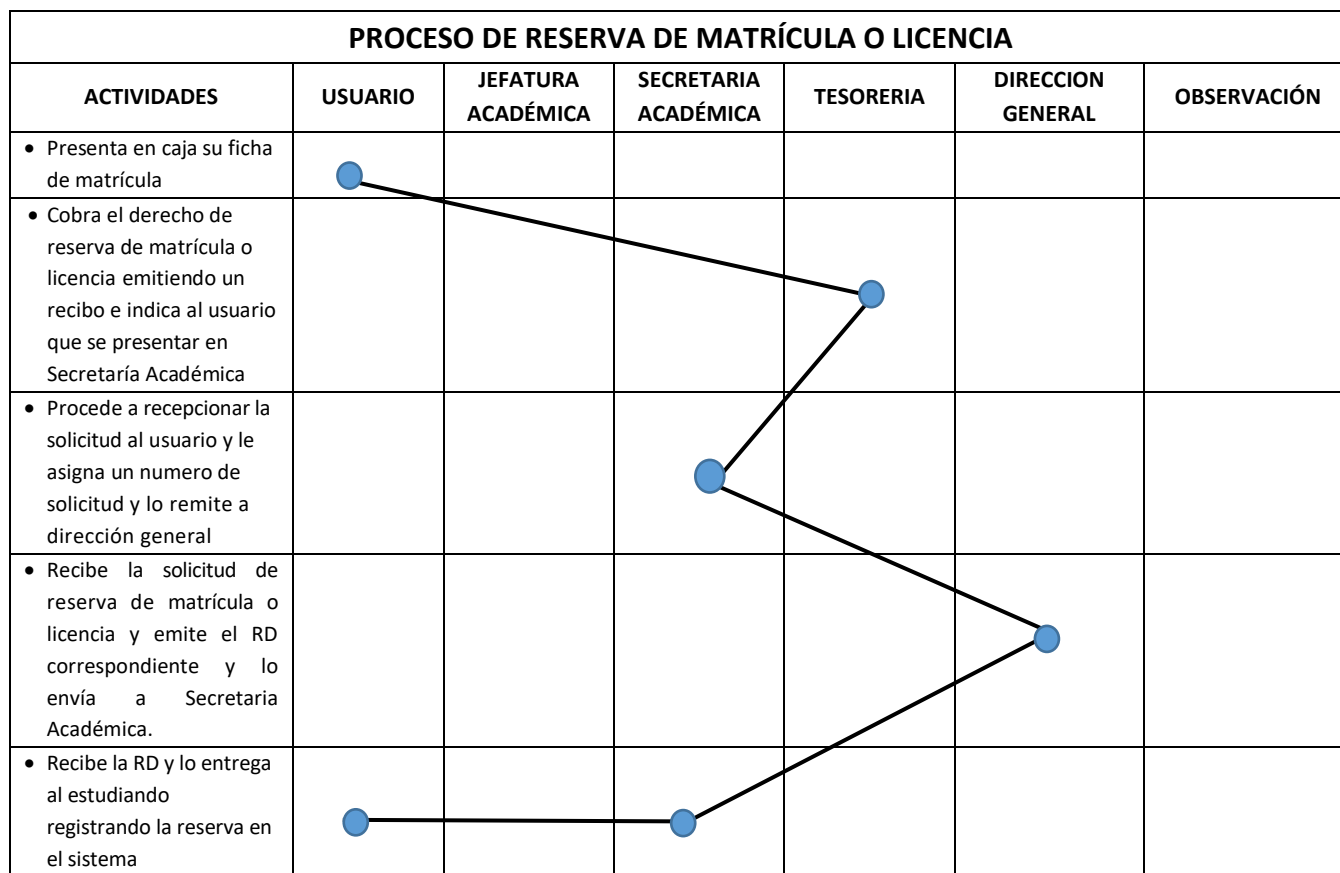 PROCESO DE RESERVA DE MATRÍCULA O LICENCIA
ACTIVIDADES
USUARIO
JEFATURA
ACADÉMICA
SECRETARIA
ACADÉMICA
TESORERIA
DIRECCION
GENERAL
OBSERVACIÓN
• Presenta en caja su ficha
de matrícula
• Cobra el derecho de
reserva de matrícula o
licencia emitiendo un
recibo e indica al usuario
que se presentar en
Secretaría Académica
• Procede a recepcionar la
solicitud al usuario y le
asigna un numero de
solicitud y lo remite a
dirección general
• Recibe la solicitud de
reserva de matrícula o
licencia y emite el RD
correspondiente y lo
envía a Secretaria
Académica.
• Recibe la RD y lo entrega
al estudiando
registrando la reserva en
el sistema